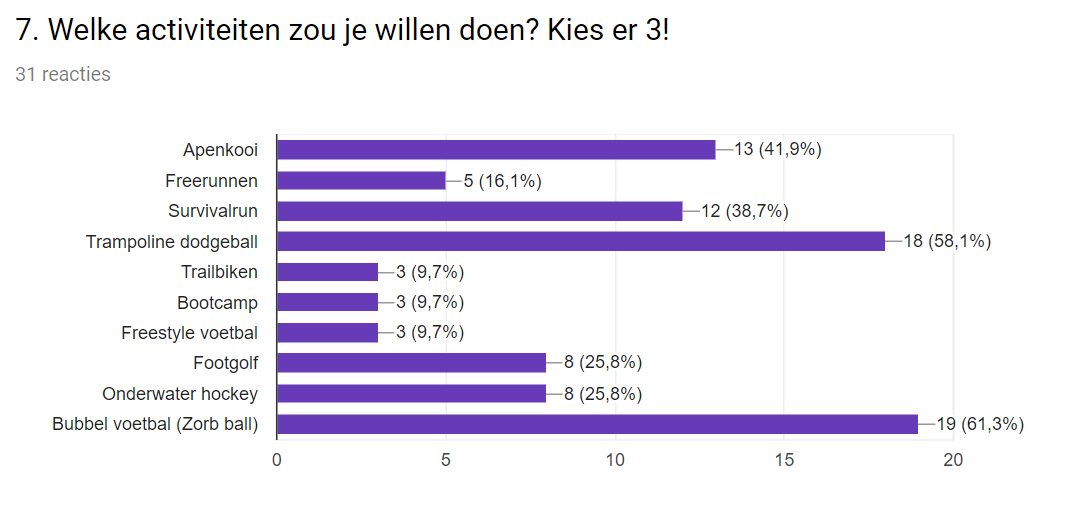 7. Welke activiteiten zou je willen doen? Kies er 3!
31 reacties
Apenkooi 13 (41,9%)
Freerunnen 5 (16,1%)
Survivalrun 12 (38,7%)
Trampoline dodgeball 18 (58,1%)
Trailbiken 3 (9,7%)
Bootcamp 3 (9,7%)
Freestyle voetbal 3 (9,7%)
Footgolf 8 (25,8%)
Onderwater hockey 8 (25,8%)
Bubbel voetbal (Zorb ball) 19 (61,3%)
0 5 10 15 20